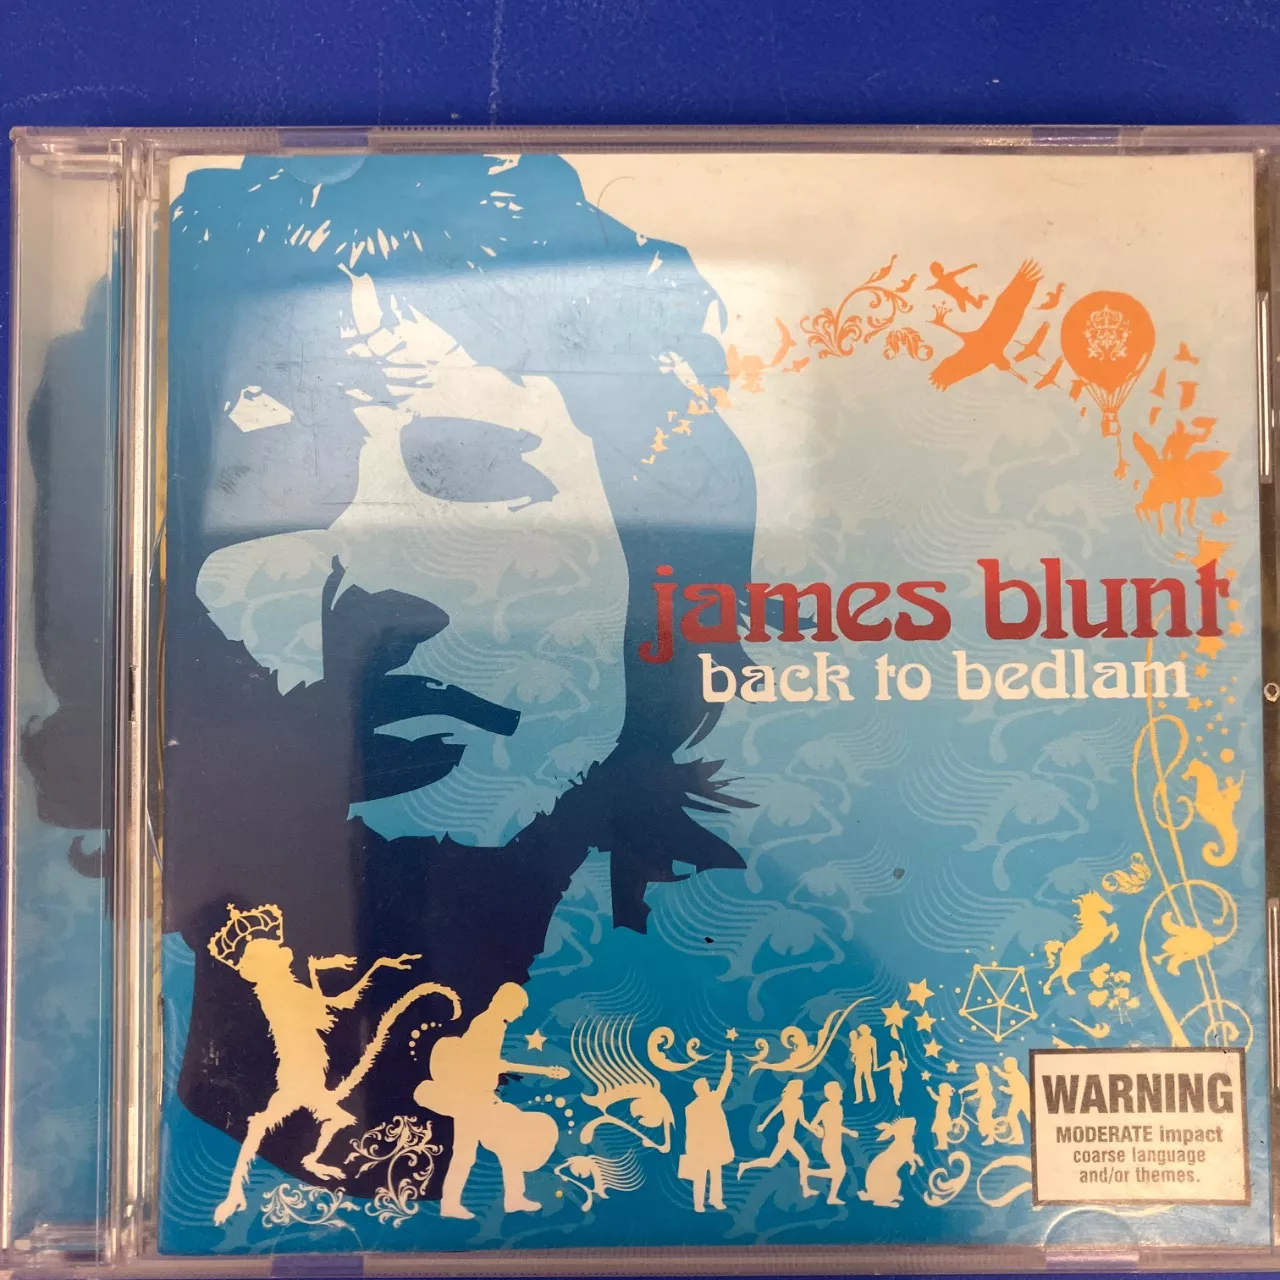 james blunt
back to bedlam
WARNING
MODERATE impact
coarse language
and/or themes.